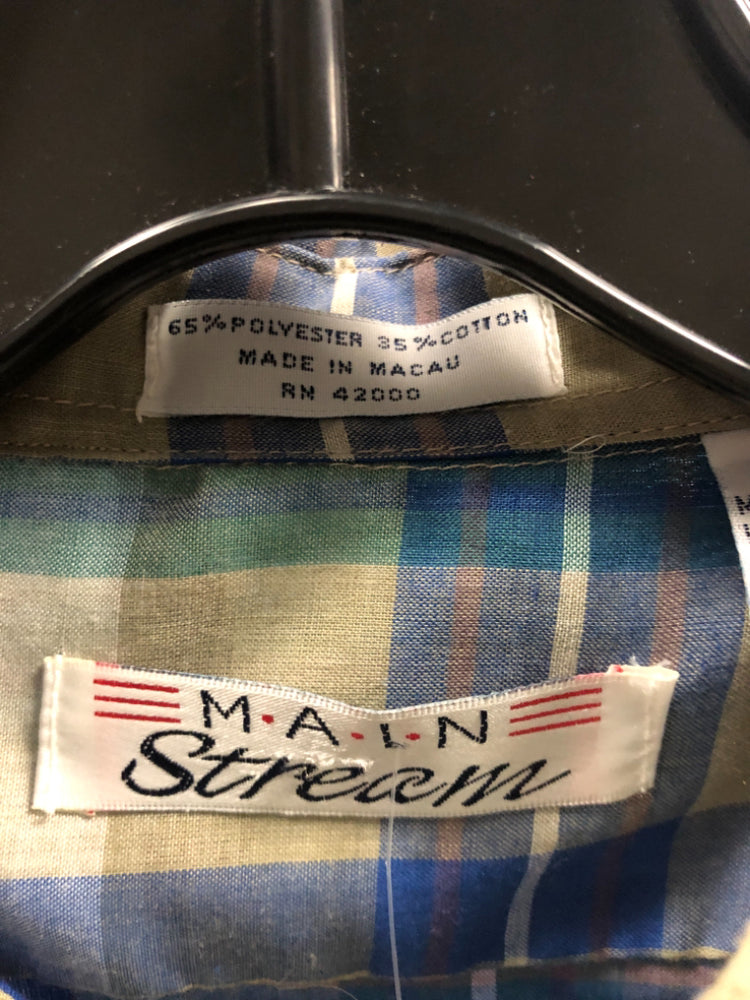 65% POLYESTER 35% COTTON
MADE IN MACAU
RN 42000
M·A·I·N
Stream